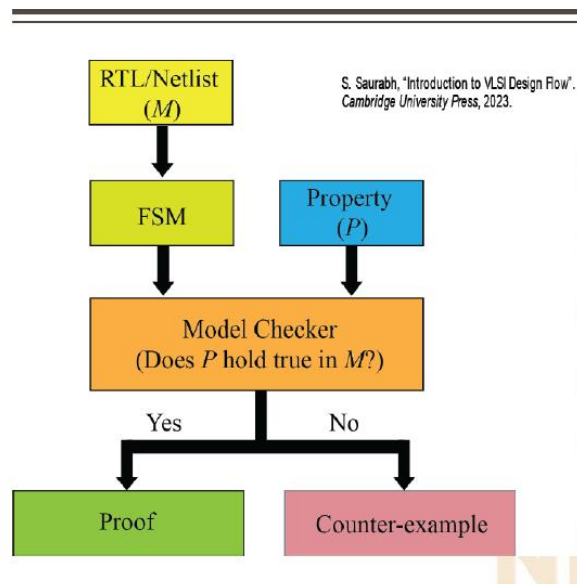 RTL/Netlist
(M)
S. Saurabh, "Introduction to VLSI Design Flow".
Cambridge University Press, 2023.
FSM
Property
(P)
Model Checker
(Does P hold true in M?)
Yes
No
Proof
Counter-example